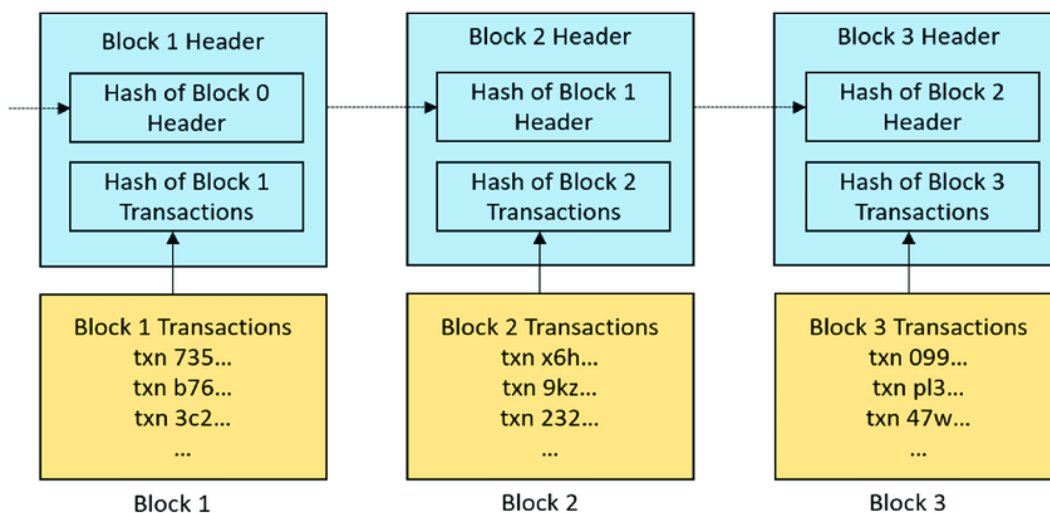 Block 1 Header
Hash of Block 0
Header
Hash of Block 1
Transactions
Block 1 Transactions
txn 735...
txn b76...
txn 3c2...
...
Block 1
Block 2 Header
Hash of Block 1
Header
Hash of Block 2
Transactions
Block 2 Transactions
txn x6h...
txn 9kz...
txn 232...
...
Block 2
Block 3 Header
Hash of Block 2
Header
Hash of Block 3
Transactions
Block 3 Transactions
txn 099...
txn pl3...
txn 47w...
...
Block 3